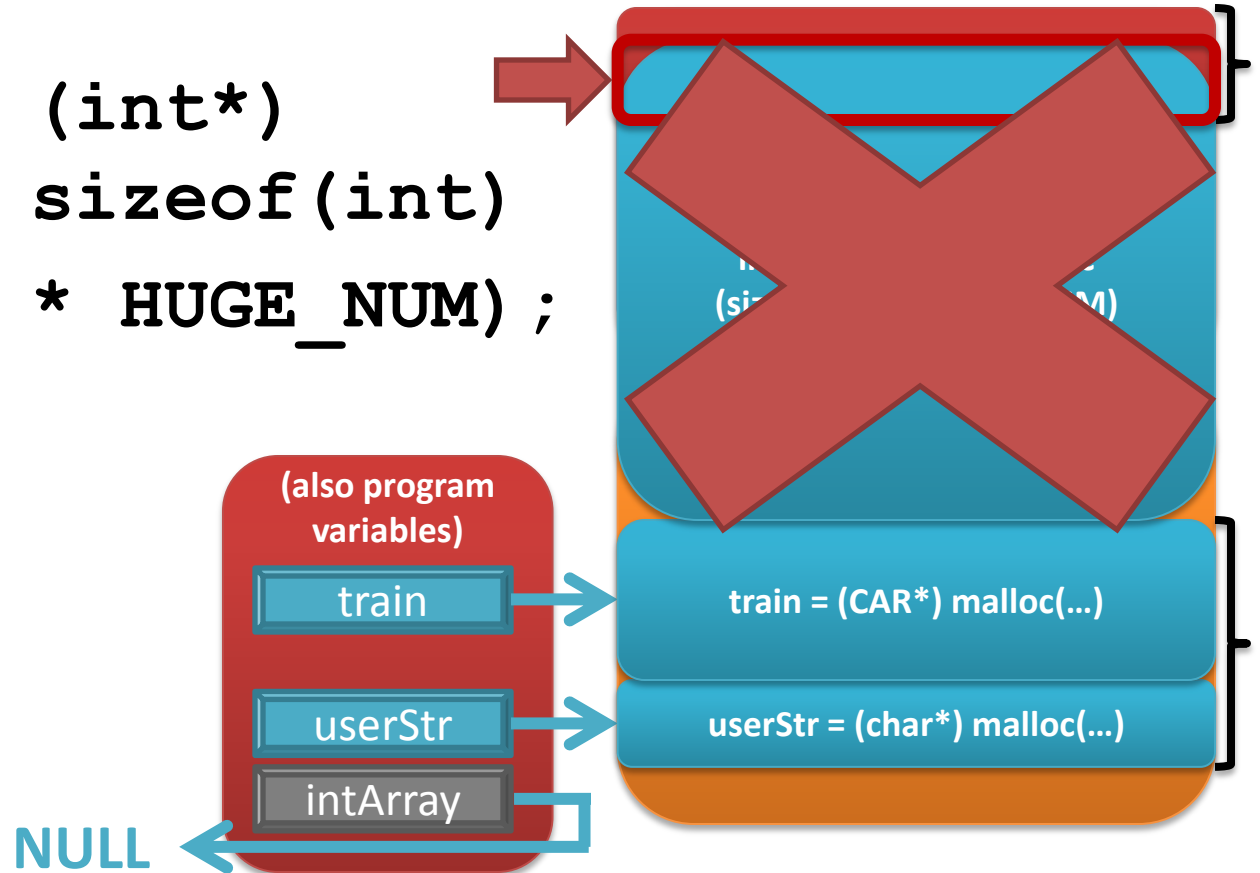 (int*)
sizeof(int)
* HUGE_NUM);
(also program
variables)
train
userStr
intArray
NULL
train = (CAR*) malloc(…)
userStr = (char*) malloc(…)